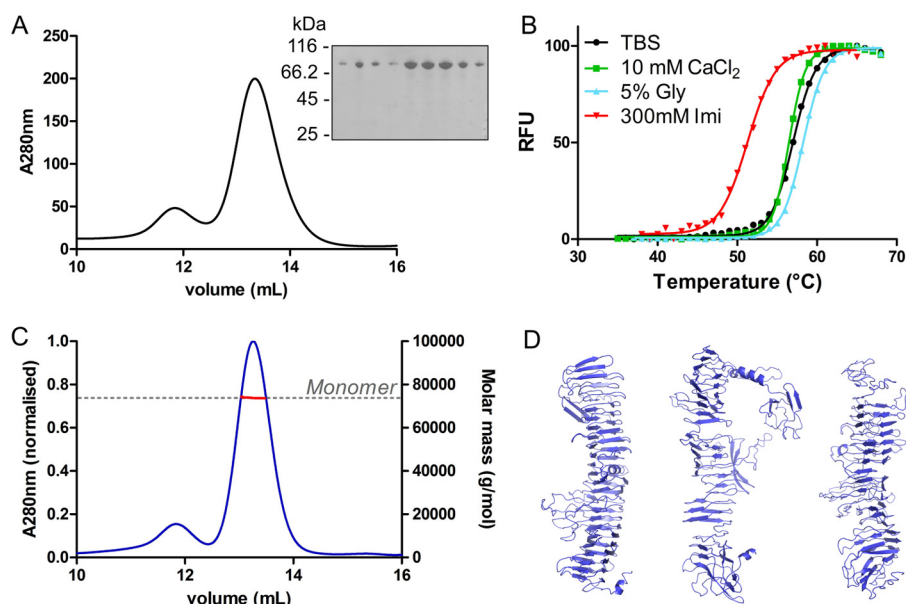 A
kDa
116
66.2
45
25
A280nm
250
200
150
100
50
0
10 12 14 16
volume (mL)
B
TBS
10 mM CaCl2
5% Gly
300mM Imi
RFU
100
50
0
30 40 50 60 70
Temperature (°C)
C
Monomer
A280nm (normalised)
1.0
0.8
0.6
0.4
0.2
0.0
10 12 14 16
volume (mL)
100000
80000
60000
40000
20000
0
Molar mass (g/mol)
D